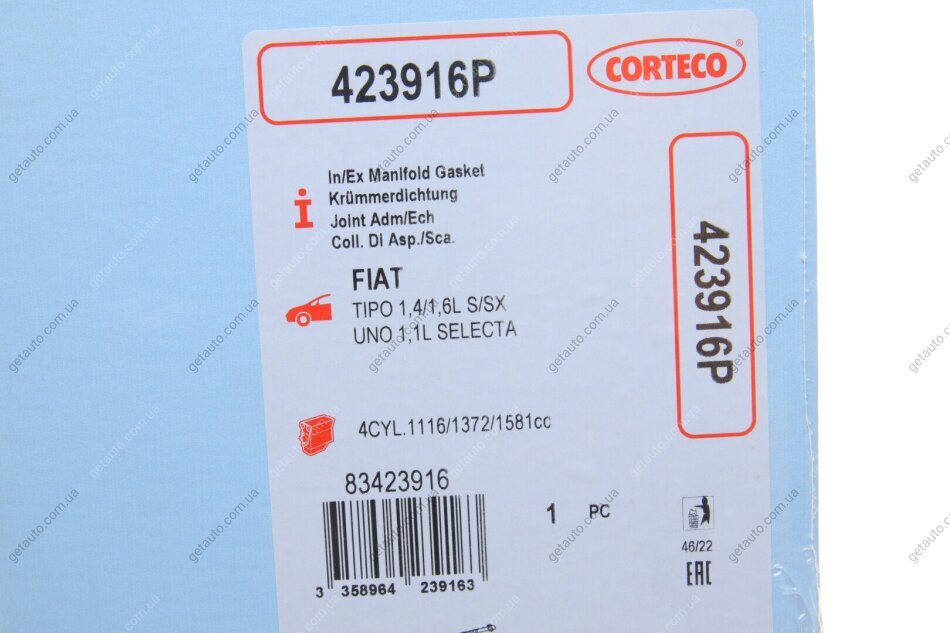 423916P
CORTECO®
In/Ex Manifold Gasket
Krümmerdichtung
Joint Adm/Ech
Coll. Di Asp./Sca.
FIAT
TIPO 1,4/1,6L S/SX
UNO 1,1L SELECTA
423916P
4CYL.1116/1372/1581cc
83423916
1 PC
46/22
EAC
3 358964 239163
getauto.com.ua